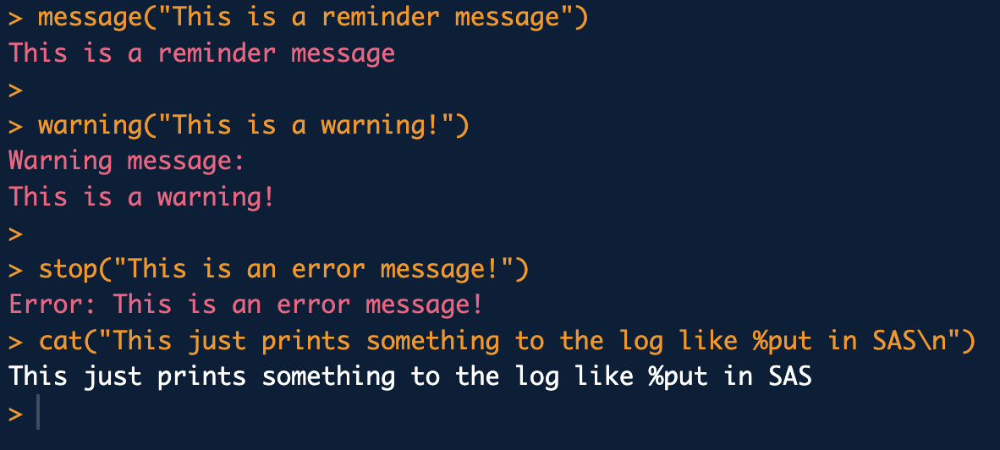 > message("This is a reminder message")
This is a reminder message
>
> warning("This is a warning!")
Warning message:
This is a warning!
>
> stop("This is an error message!")
Error: This is an error message!
> cat("This just prints something to the log like %put in SAS\n")
This just prints something to the log like %put in SAS
>